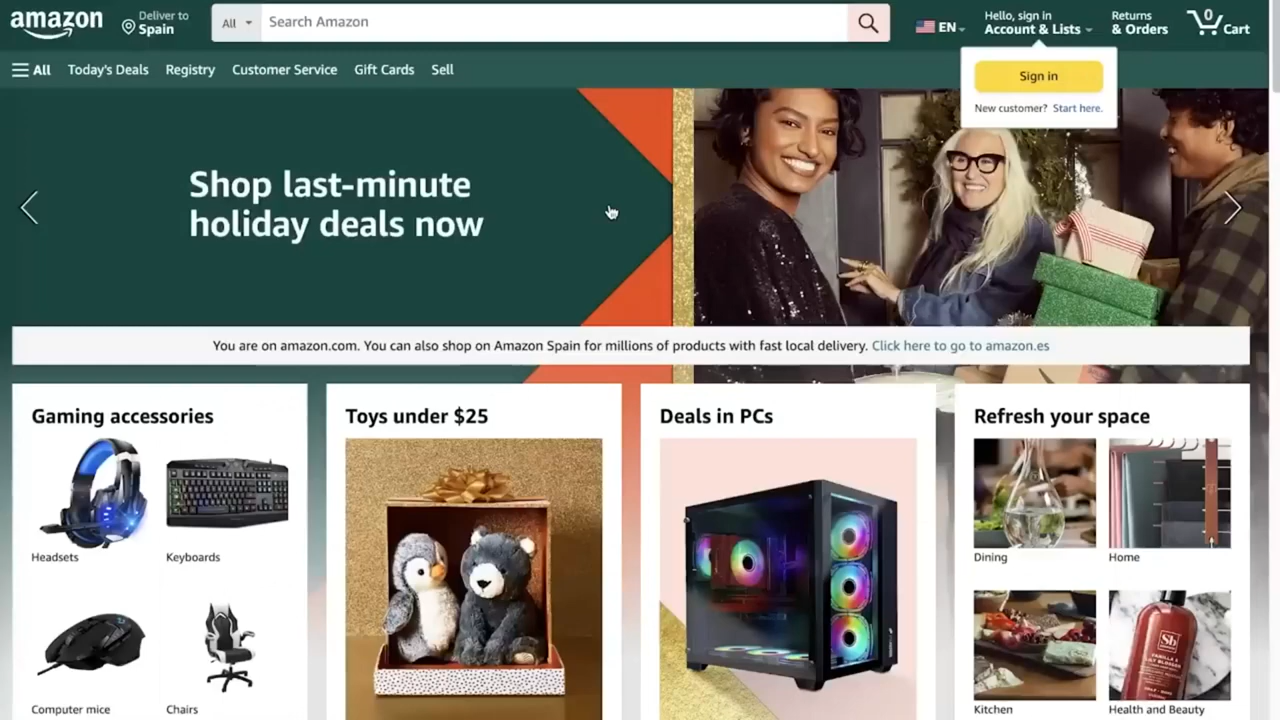 amazon
Deliver to
Spain
All
Search Amazon
EN
Hello, sign in
Account & Lists
Returns
& Orders
0
Cart
All
Today's Deals
Registry
Customer Service
Gift Cards
Sell
Sign in
New customer? Start here.
Shop last-minute
holiday deals now
You are on amazon.com. You can also shop on Amazon Spain for millions of products with fast local delivery. Click here to go to amazon.es
Gaming accessories
Headsets
Keyboards
Computer mice
Chairs
Toys under $25
Deals in PCs
Refresh your space
Dining
Home
Kitchen
Sb
Health and Beauty